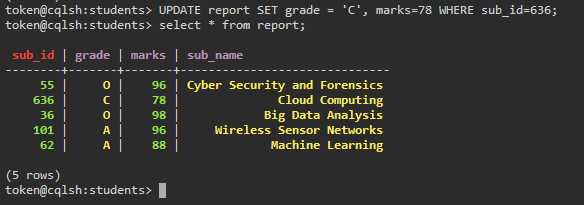 token@cqlsh:students> UPDATE report SET grade = 'C', marks=78 WHERE sub_id=636;
token@cqlsh:students> select * from report;
sub_id | grade | marks | sub_name
--------+-------+-------+-------------------------------
55 | O | 96 | Cyber Security and Forensics
636 | C | 78 | Cloud Computing
36 | O | 98 | Big Data Analysis
101 | A | 96 | Wireless Sensor Networks
62 | A | 88 | Machine Learning
(5 rows)
token@cqlsh:students>